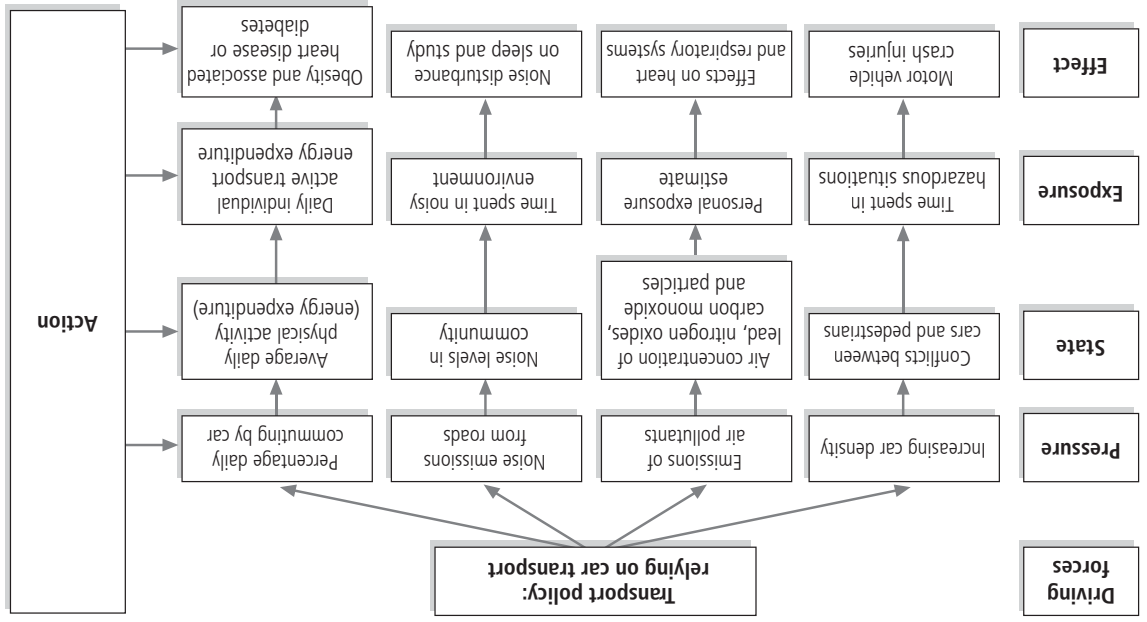 Driving
forces
Transport policy:
relying on car transport
Pressure
Increasing car density
Emissions of
air pollutants
Noise emissions
from roads
Percentage daily
commuting by car
State
Conflicts between
cars and pedestrians
Air concentration of
lead, nitrogen oxides,
carbon monoxide
and particles
Noise levels in
community
Average daily
physical activity
(energy expenditure)
Exposure
Time spent in
hazardous situations
Personal exposure
estimate
Time spent in noisy
environment
Daily individual
active transport
energy expenditure
Effect
Motor vehicle
crash injuries
Effects on heart
and respiratory systems
Noise disturbance
on sleep and study
Obesity and associated
heart disease or
diabetes
Action